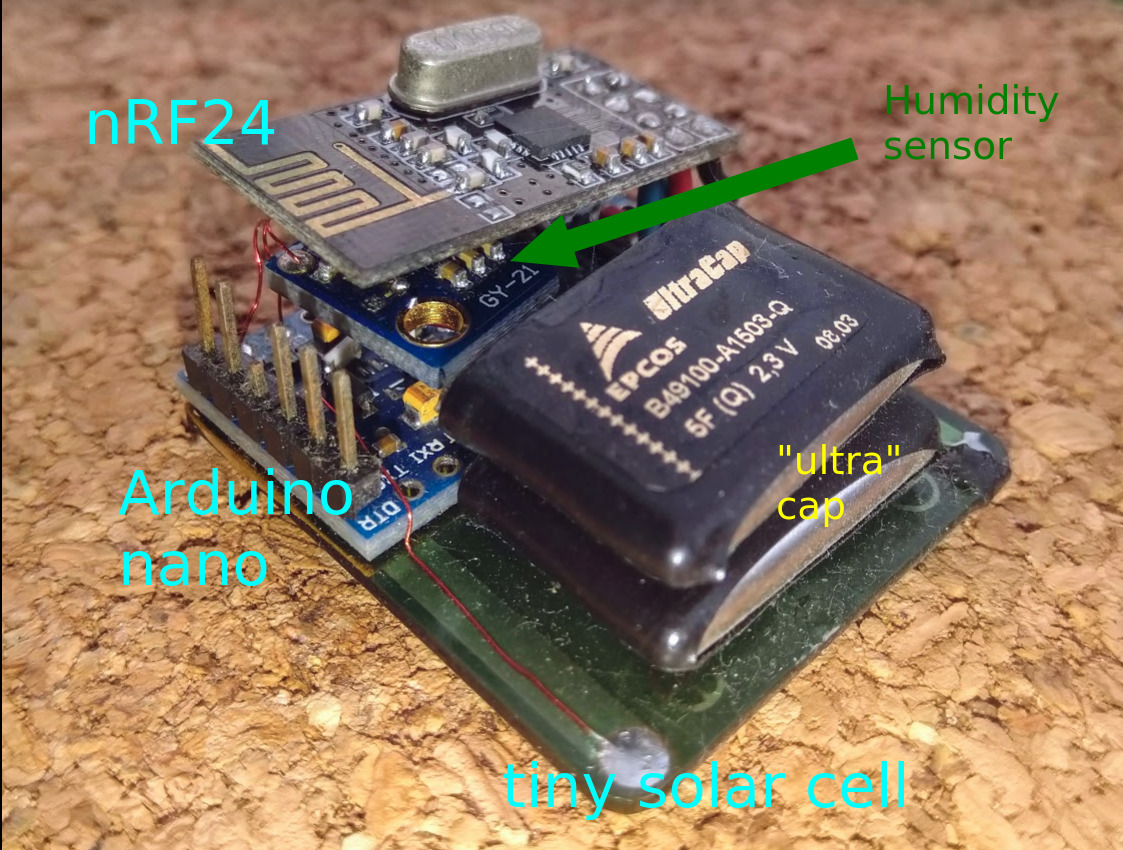 nRF24
Humidity
sensor
GY-21
UltraCap
EPCOS
B49100-A1503-Q
5F (Q) 2,3 V 08,03
"ultra"
cap
RXI
DTR
Arduino
nano
tiny solar cell